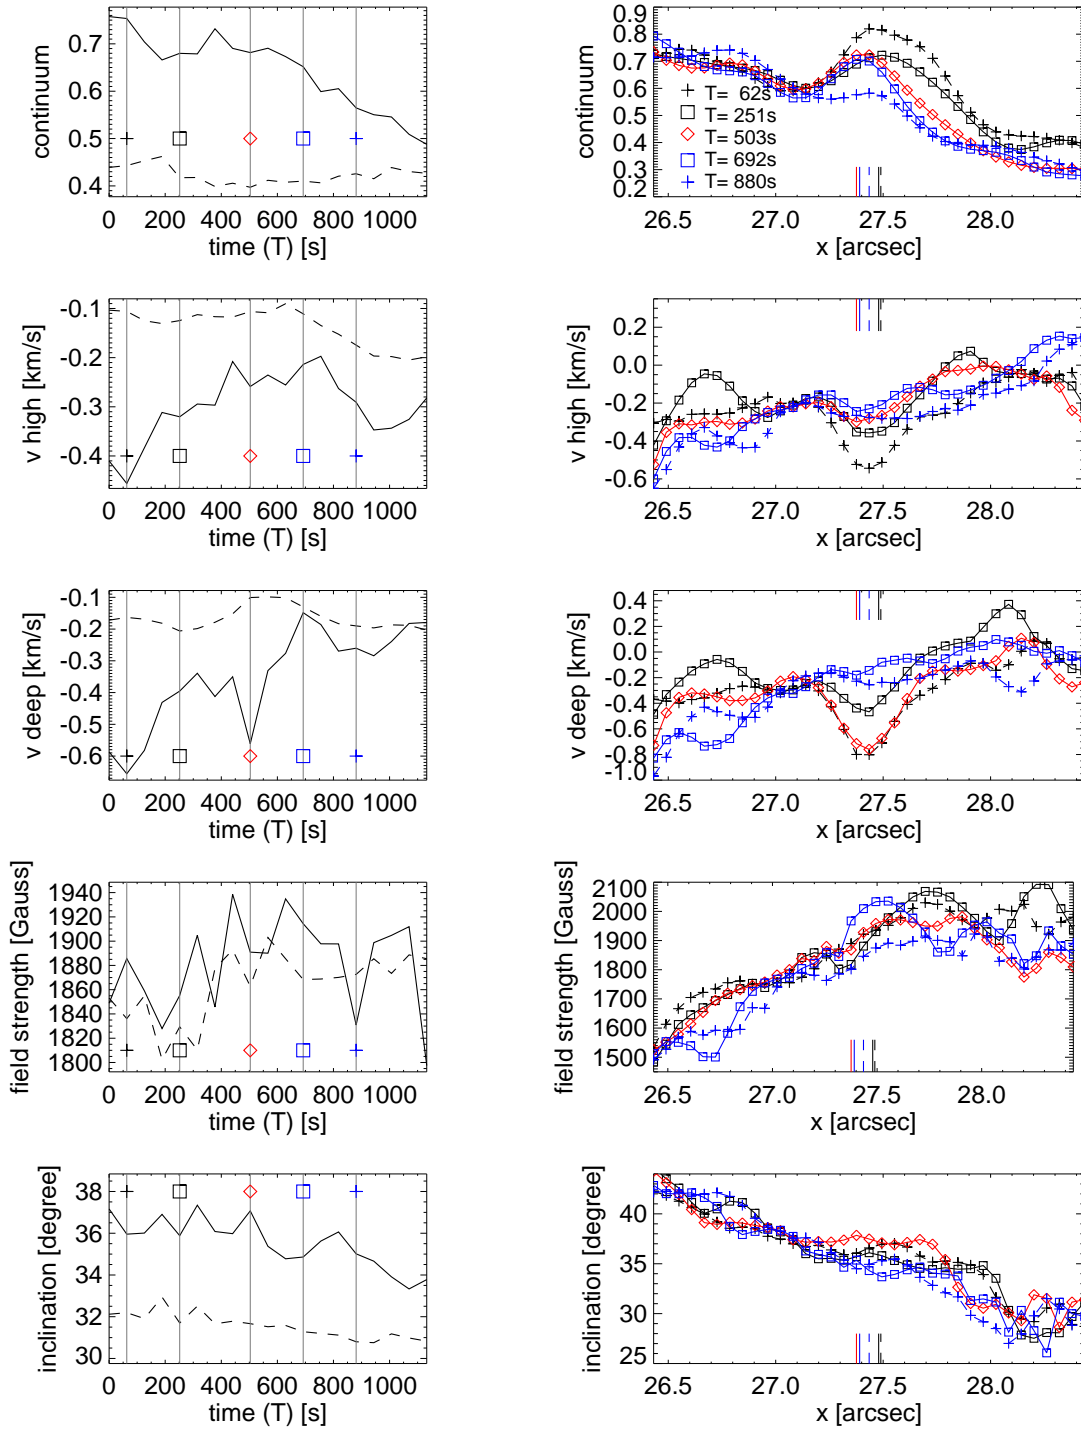 continuum
0.7
0.6
0.5
0.4
0 200 400 600 800 1000
time (T) [s]
continuum
0.9
0.8
0.7
0.6
0.5
0.4
0.3
0.2
T= 62s
T= 251s
T= 503s
T= 692s
T= 880s
26.5 27.0 27.5 28.0
x [arcsec]
v high [km/s]
-0.1
-0.2
-0.3
-0.4
0 200 400 600 800 1000
time (T) [s]
v high [km/s]
0.2
0.0
-0.2
-0.4
-0.6
26.5 27.0 27.5 28.0
x [arcsec]
v deep [km/s]
-0.1
-0.2
-0.3
-0.4
-0.5
-0.6
0 200 400 600 800 1000
time (T) [s]
v deep [km/s]
0.4
0.2
0.0
-0.2
-0.4
-0.6
-0.8
-1.0
26.5 27.0 27.5 28.0
x [arcsec]
field strength [Gauss]
1940
1920
1900
1880
1860
1840
1820
1800
0 200 400 600 800 1000
time (T) [s]
field strength [Gauss]
2100
2000
1900
1800
1700
1600
1500
26.5 27.0 27.5 28.0
x [arcsec]
inclination [degree]
38
36
34
32
30
0 200 400 600 800 1000
time (T) [s]
inclination [degree]
40
35
30
25
26.5 27.0 27.5 28.0
x [arcsec]